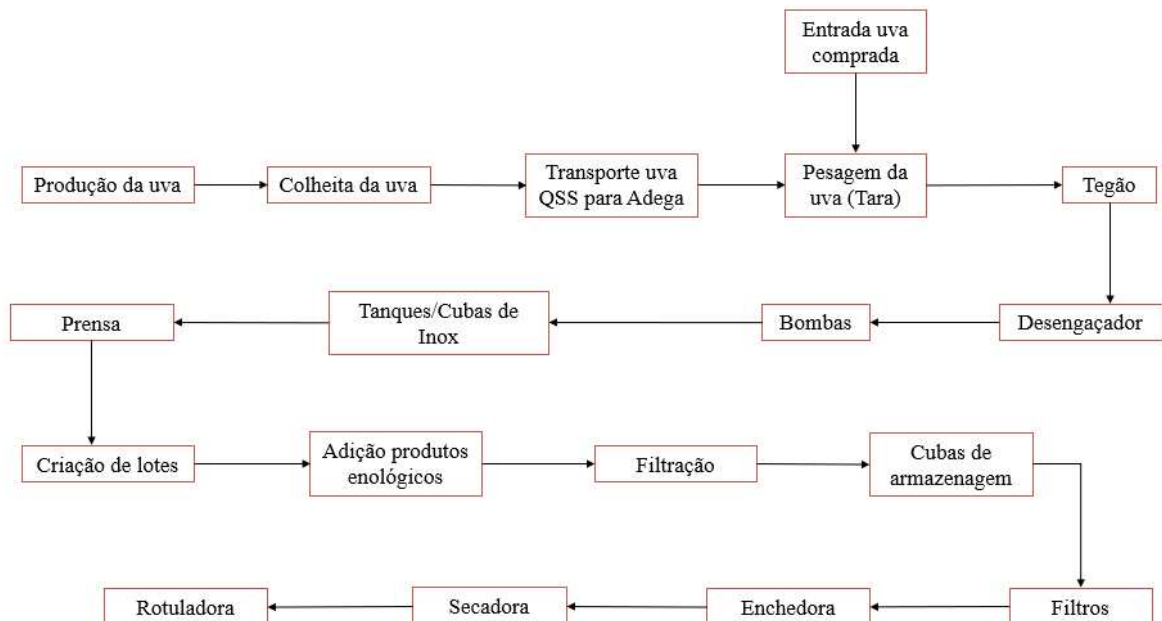 Entrada uva
comprada
Produção da uva
Colheita da uva
Transporte uva
QSS para Adega
Pesagem da
uva (Tara)
Tegão
Prensa
Tanques/Cubas de
Inox
Bombas
Desengaçador
Criação de lotes
Adição produtos
enológicos
Filtração
Cubas de
armazenagem
Rotuladora
Secadora
Enchedora
Filtros